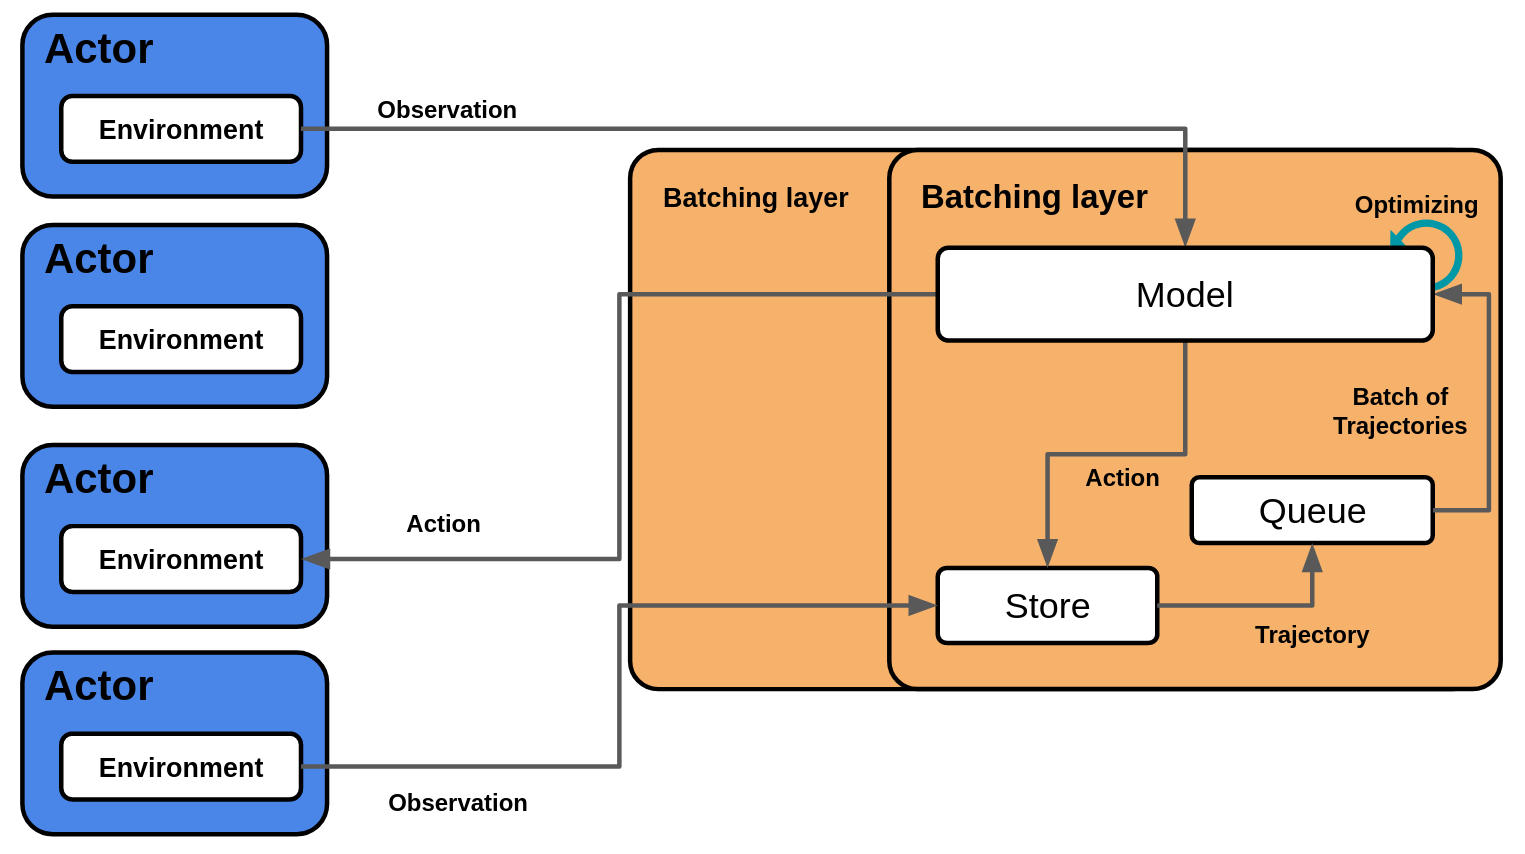 Actor
Environment
Observation
Actor
Environment
Actor
Environment
Action
Actor
Environment
Observation
Batching layer
Batching layer
Optimizing
Model
Batch of
Trajectories
Action
Queue
Store
Trajectory